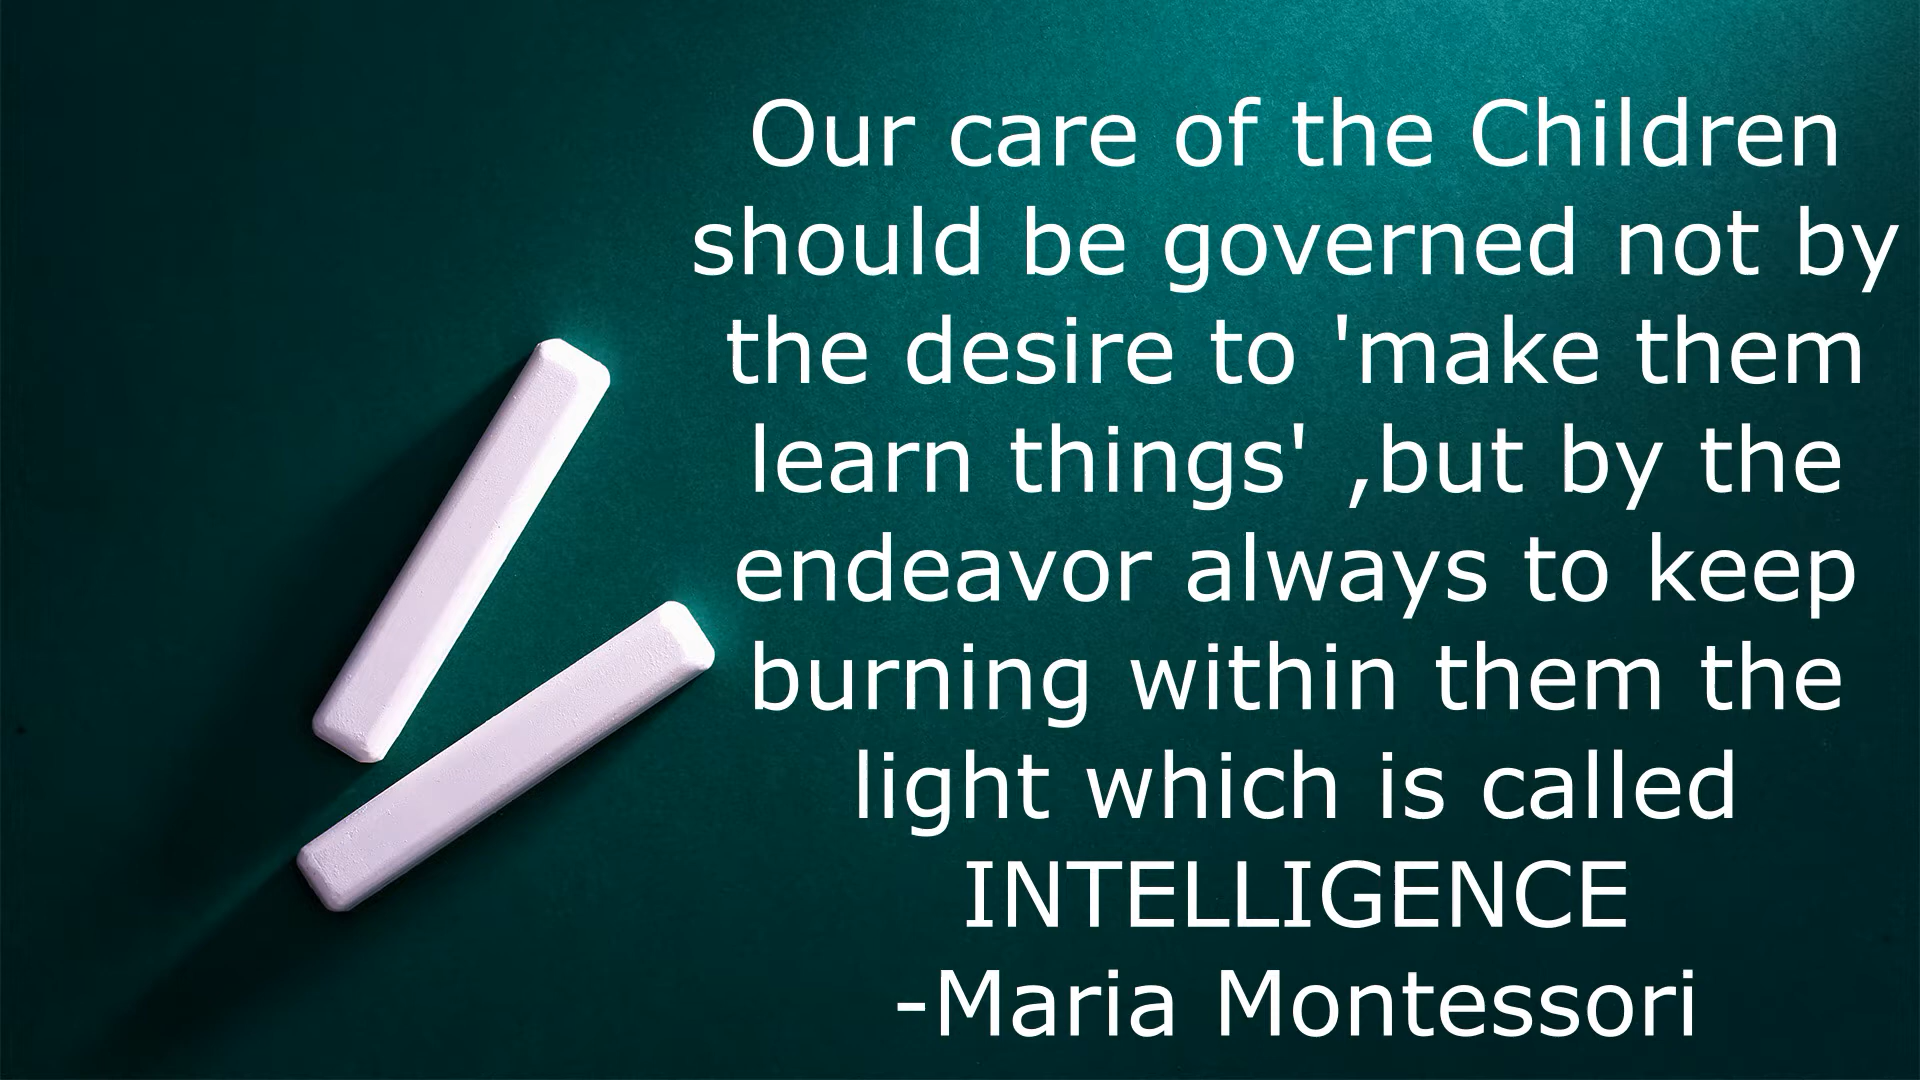 Our care of the Children
should be governed not by
the desire to 'make them
learn things' ,but by the
endeavor always to keep
burning within them the
light which is called
INTELLIGENCE
-Maria Montessori